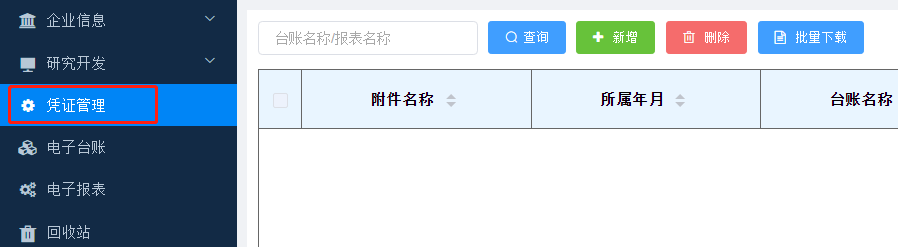 企业信息
研究开发
凭证管理
电子台账
电子报表
回收站
台账名称/报表名称
查询
新增
删除
批量下载
附件名称
所属年月
台账名称